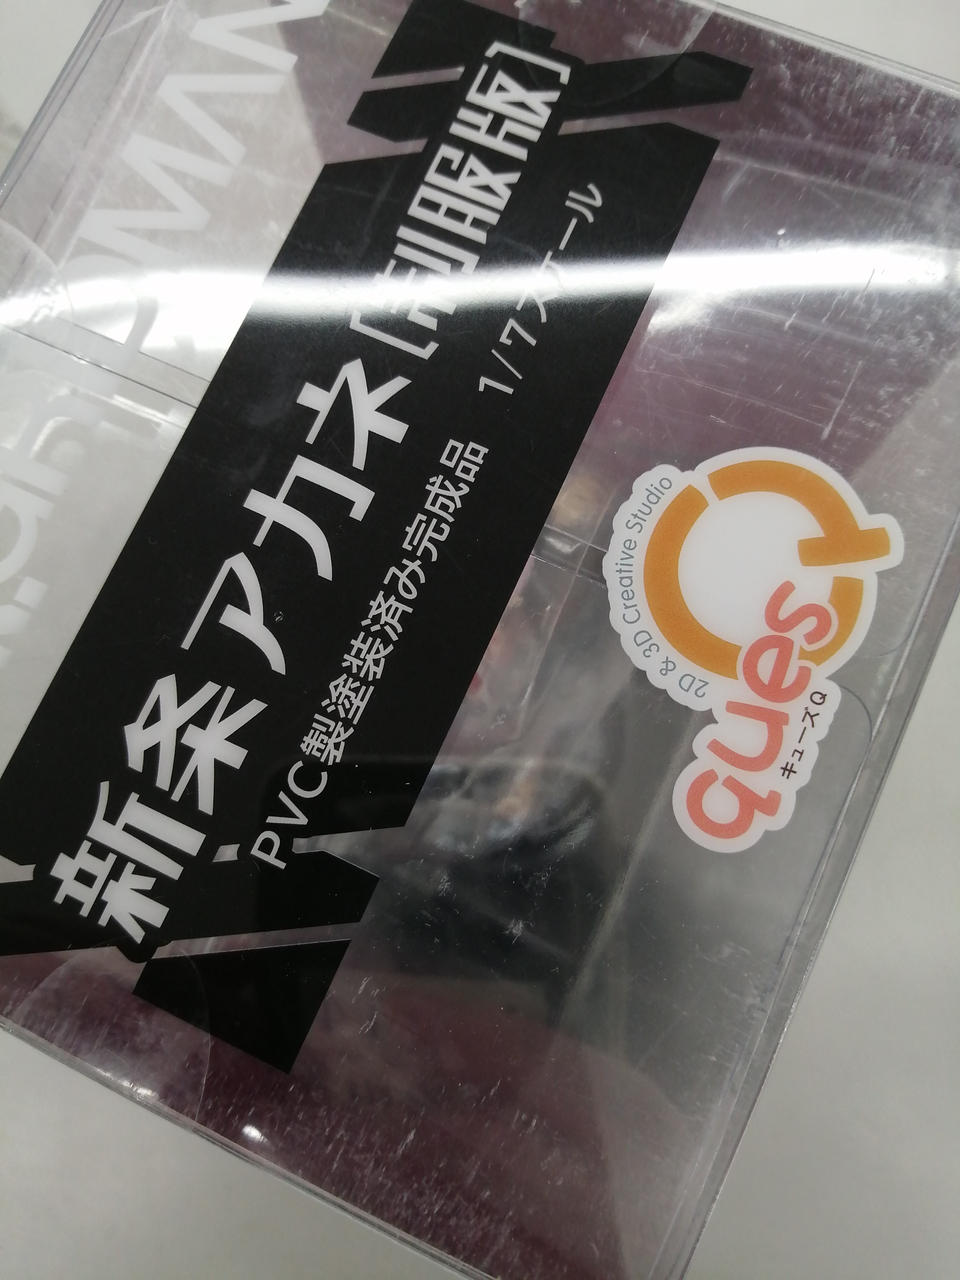 新条アカネ[制服版]
PVC製塗装済み完成品 1/7スケール
2D & 3D Creative Studio
ques
キューズQ